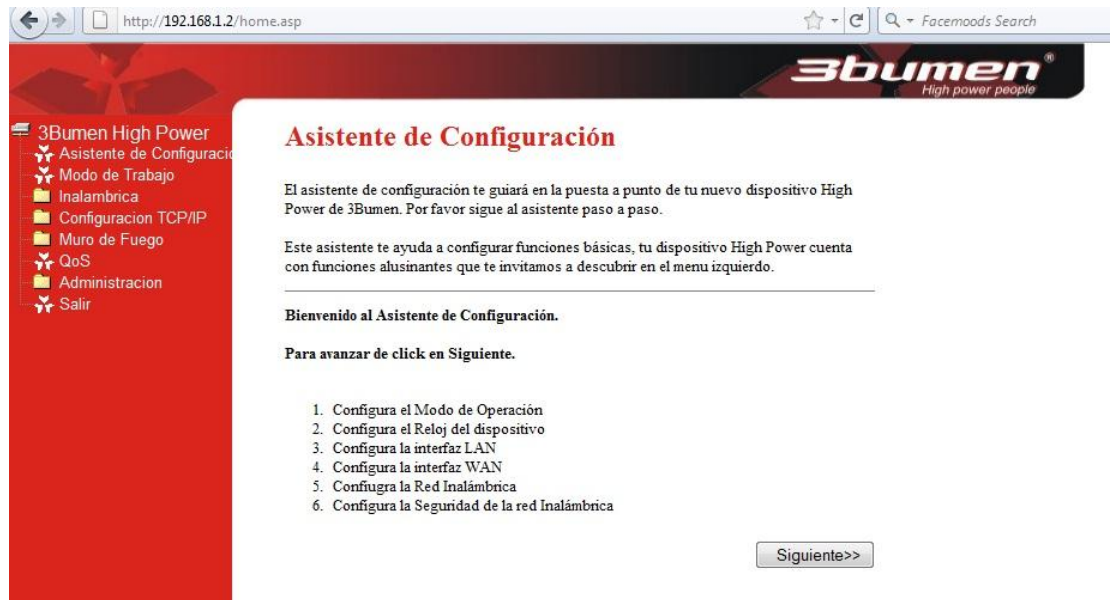 http://192.168.1.2/home.asp
Facemoods Search
3bumen®
High power people
3Bumen High Power
Asistente de Configuracio
Modo de Trabajo
Inalambrica
Configuracion TCP/IP
Muro de Fuego
QoS
Administracion
Salir
Asistente de Configuración
El asistente de configuración te guiará en la puesta a punto de tu nuevo dispositivo High
Power de 3Bumen. Por favor sigue al asistente paso a paso.
Este asistente te ayuda a configurar funciones básicas, tu dispositivo High Power cuenta
con funciones alusinantes que te invitamos a descubrir en el menu izquierdo.
Bienvenido al Asistente de Configuración.
Para avanzar de click en Siguiente.
1. Configura el Modo de Operación
2. Configura el Reloj del dispositivo
3. Configura la interfaz LAN
4. Configura la interfaz WAN
5. Confiugra la Red Inalámbrica
6. Configura la Seguridad de la red Inalámbrica
Siguiente>>